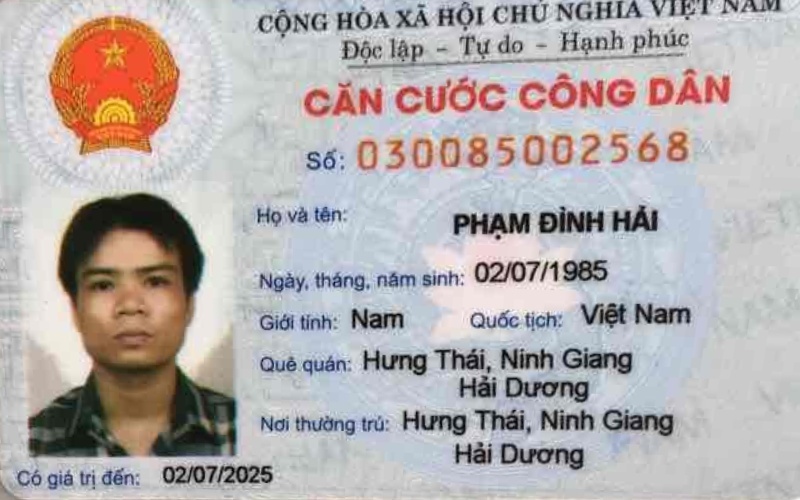 CỘNG HÒA XÃ HỘI CHỦ NGHĨA VIỆT NAM
Độc lập - Tự do - Hạnh phúc
CĂN CƯỚC CÔNG DÂN
Số: 030085002568
Họ và tên: PHẠM ĐÌNH HẢI
Ngày, tháng, năm sinh: 02/07/1985
Giới tính: Nam Quốc tịch: Việt Nam
Quê quán: Hưng Thái, Ninh Giang
Hải Dương
Nơi thường trú: Hưng Thái, Ninh Giang
Hải Dương
Có giá trị đến: 02/07/2025